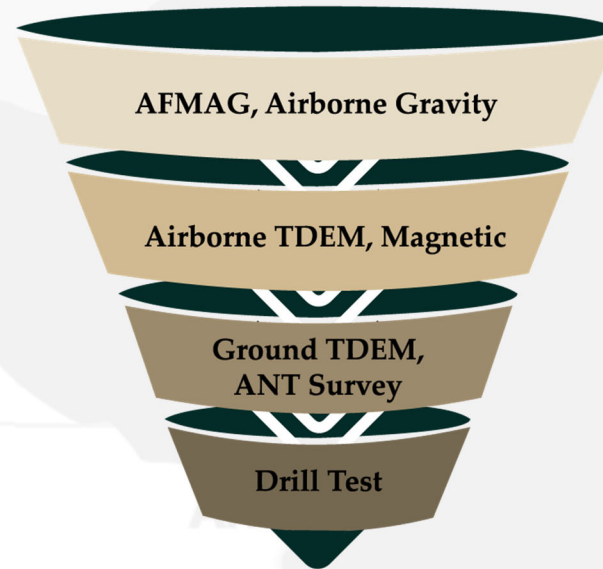 AFMAG, Airborne Gravity
Airborne TDEM, Magnetic
Ground TDEM,
ANT Survey
Drill Test